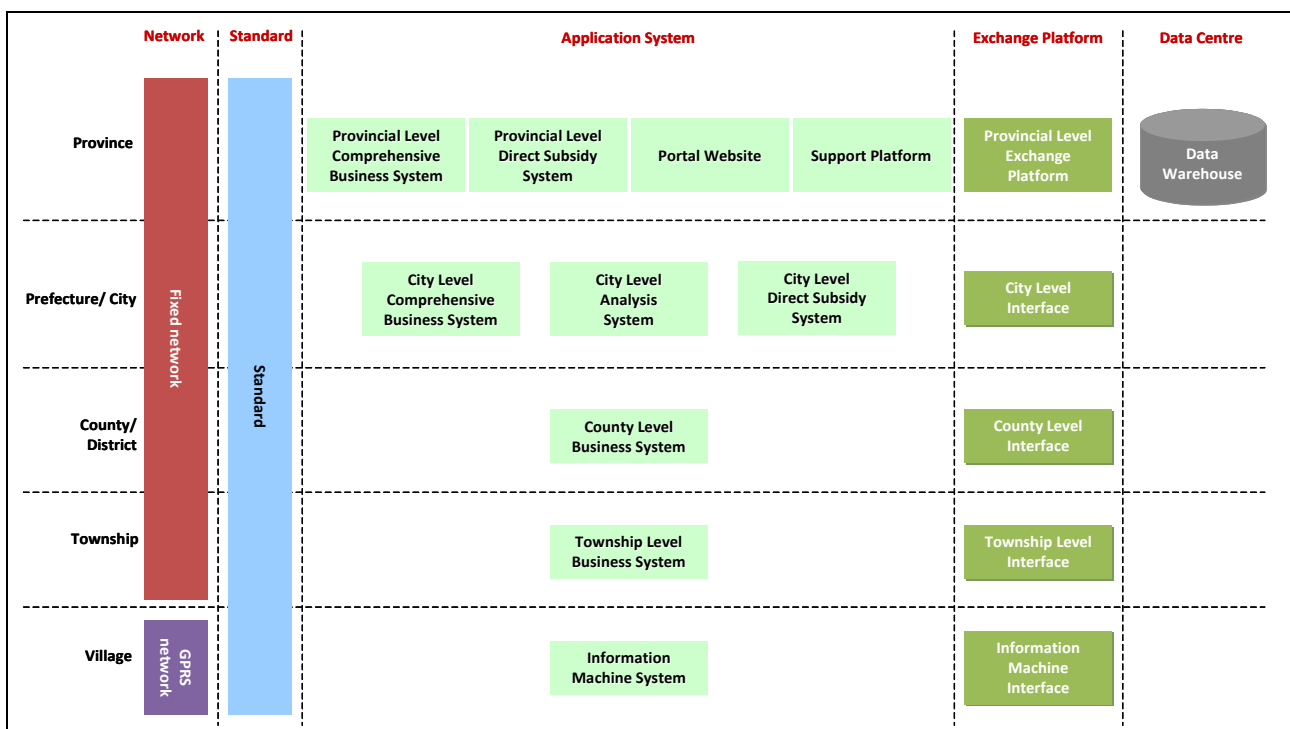 Network
Standard
Application System
Exchange Platform
Data Centre
Province
Provincial Level
Comprehensive
Business System
Provincial Level
Direct Subsidy
System
Portal Website
Support Platform
Provincial Level
Exchange
Platform
Data
Warehouse
Fixed network
Standard
Prefecture/ City
City Level
Comprehensive
Business System
City Level
Analysis
System
City Level
Direct Subsidy
System
City Level
Interface
County/
District
County Level
Business System
County Level
Interface
Township
Township Level
Business System
Township Level
Interface
Village
GPRS
network
Information
Machine System
Information
Machine
Interface